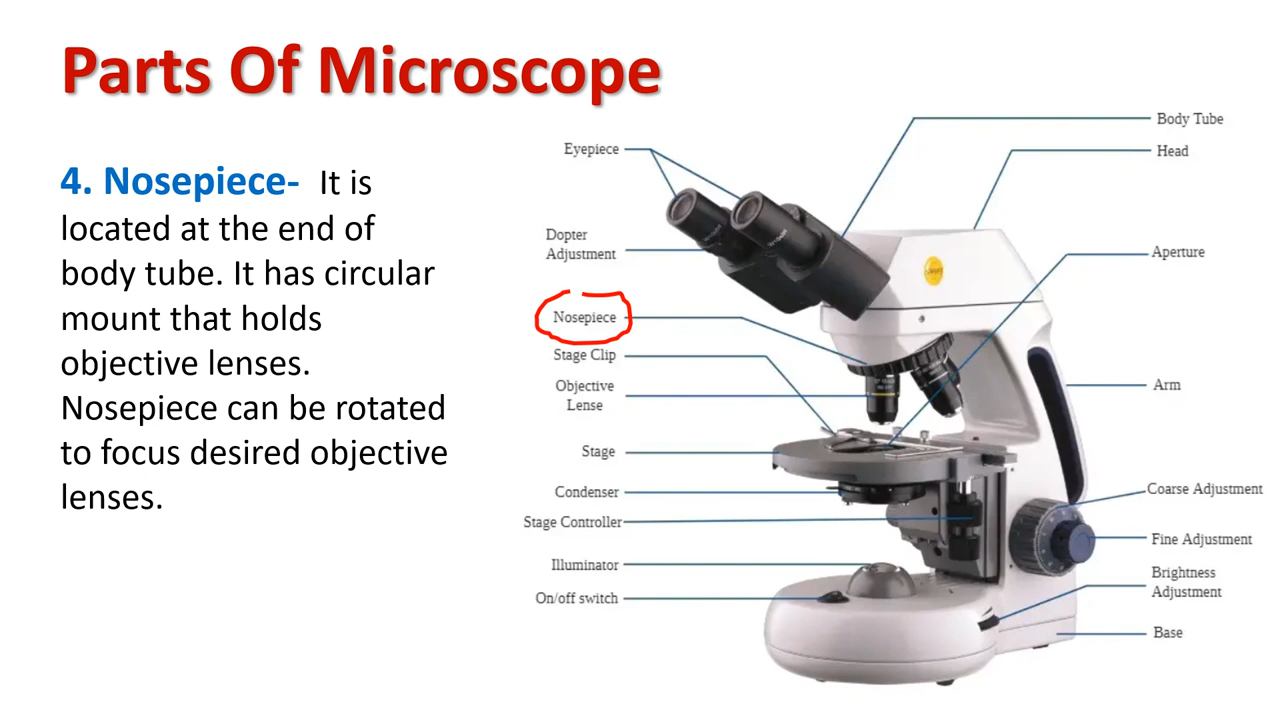 Parts Of Microscope
4. Nosepiece- It is
located at the end of
body tube. It has circular
mount that holds
objective lenses.
Nosepiece can be rotated
to focus desired objective
lenses.
Eyepiece
Dopter
Adjustment
Nosepiece
Stage Clip
Objective
Lense
Stage
Condenser
Stage Controller
Illuminator
On/off switch
Body Tube
Head
Aperture
Arm
Coarse Adjustment
Fine Adjustment
Brightness
Adjustment
Base